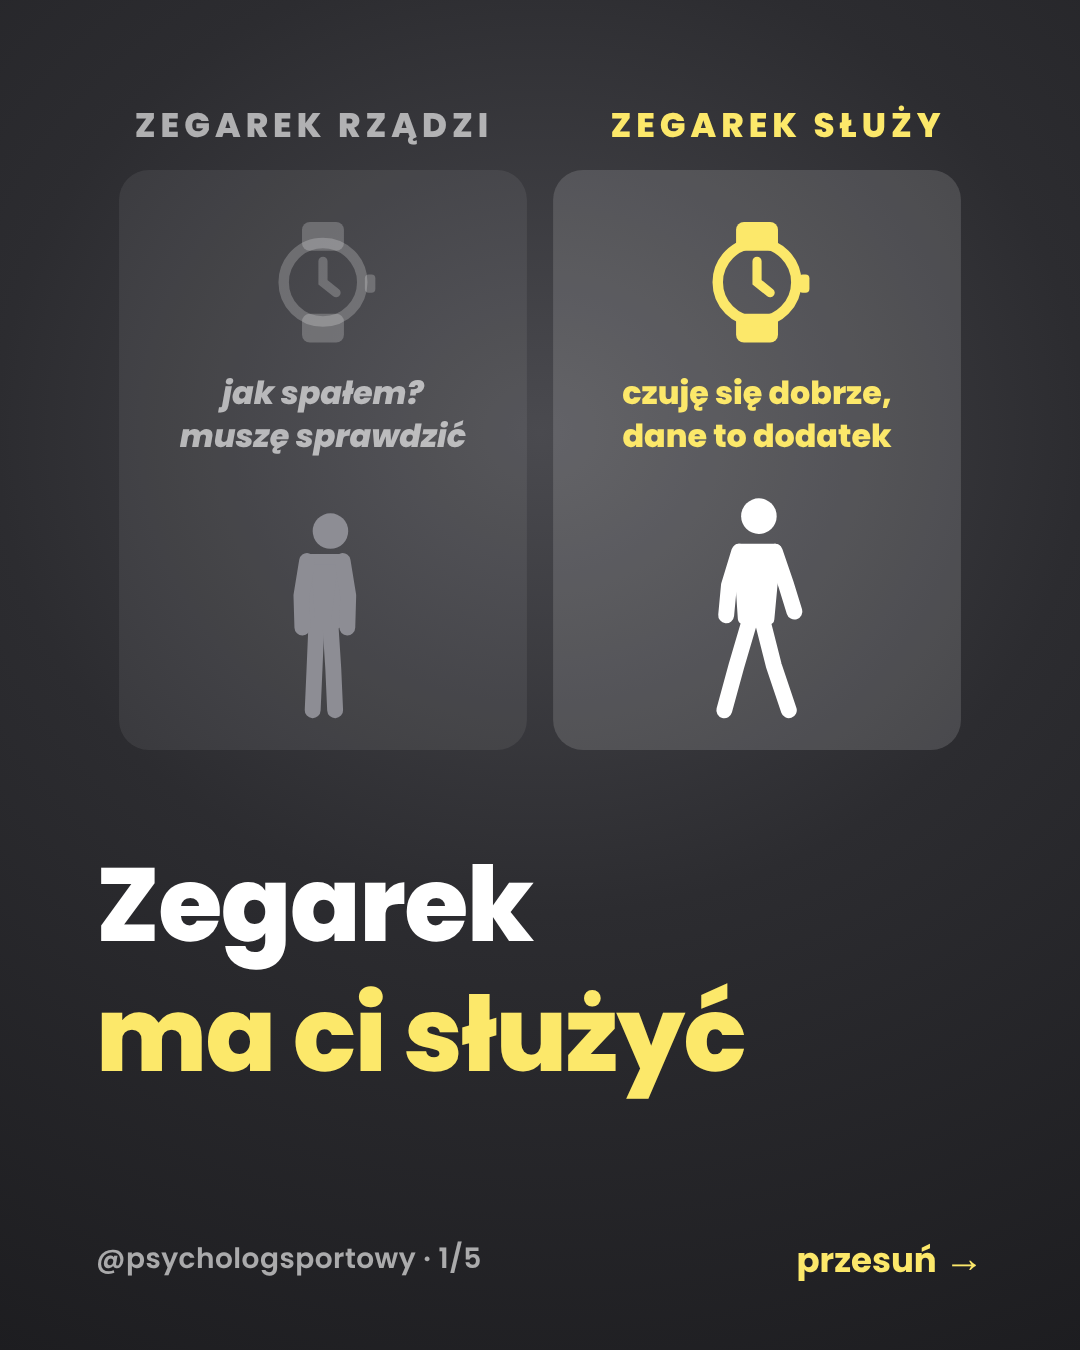 ZEGAREK RZĄDZI
ZEGAREK SŁUŻY
jak spałem?
muszę sprawdzić
czuję się dobrze,
dane to dodatek
Zegarek
ma ci służyć
@psychologsportowy · 1/5
przesuń →